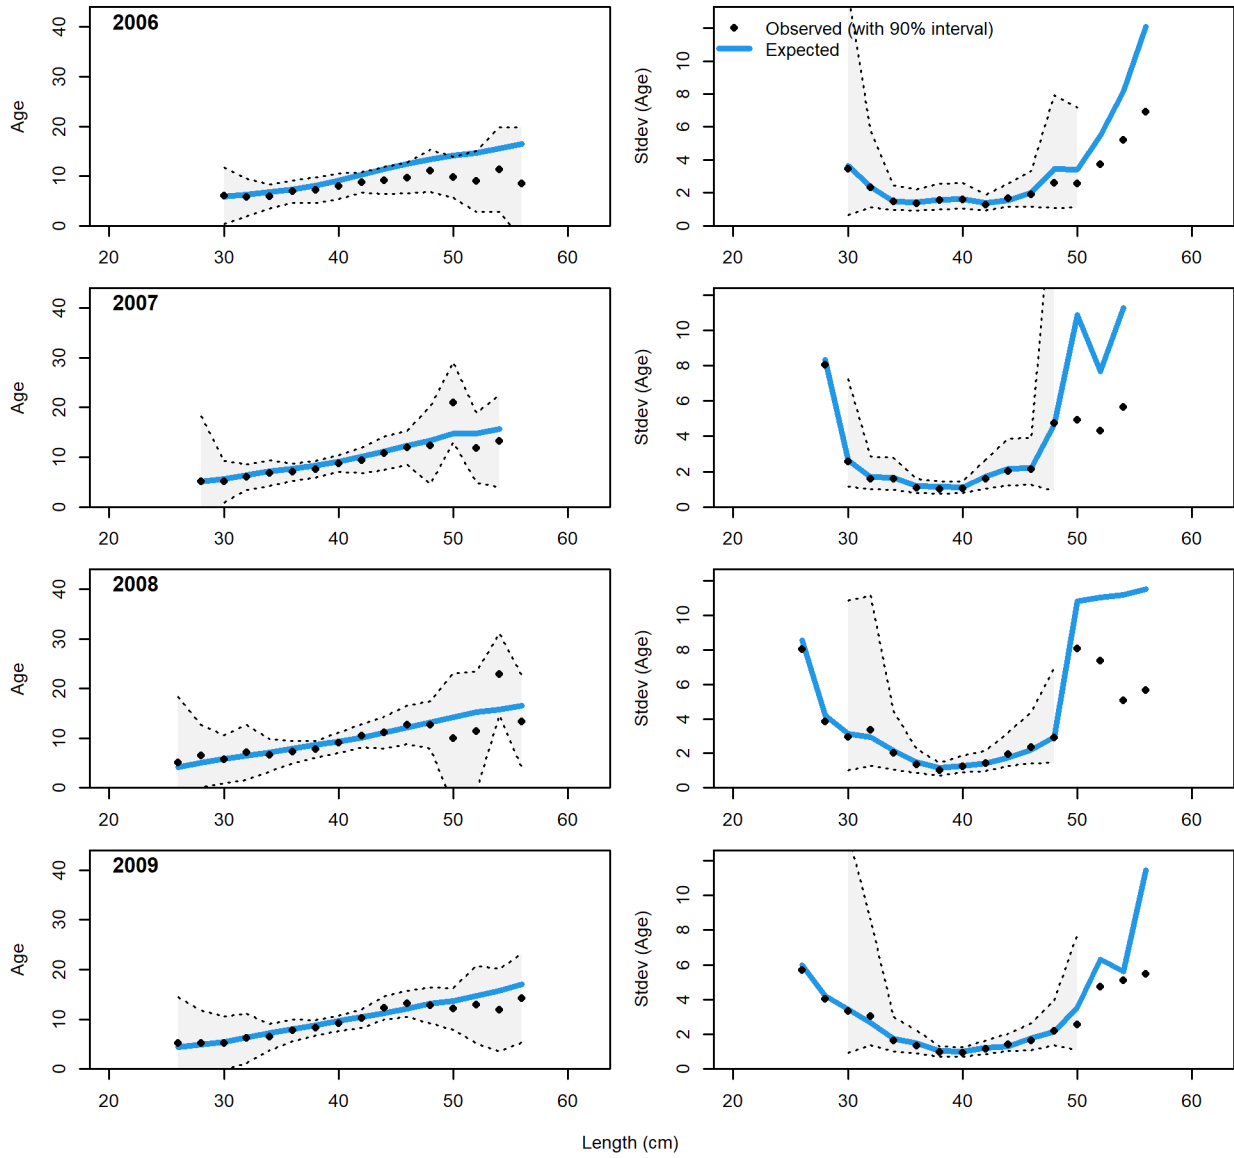 2006
Age
0 10 20 30 40
20 30 40 50 60
Stdev (Age)
0 2 4 6 8 10
20 30 40 50 60
Observed (with 90% interval)
Expected
2007
Age
0 10 20 30 40
20 30 40 50 60
Stdev (Age)
0 2 4 6 8 10
20 30 40 50 60
2008
Age
0 10 20 30 40
20 30 40 50 60
Stdev (Age)
0 2 4 6 8 10
20 30 40 50 60
2009
Age
0 10 20 30 40
20 30 40 50 60
Stdev (Age)
0 2 4 6 8 10
20 30 40 50 60
Length (cm)